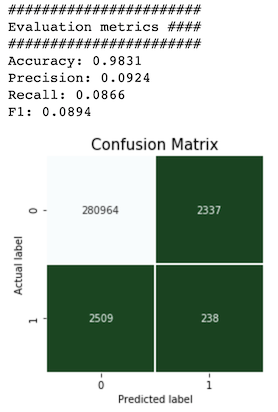 #######################
Evaluation metrics ####
#######################
Accuracy: 0.9831
Precision: 0.0924
Recall: 0.0866
F1: 0.0894
Confusion Matrix
Actual label
0
280964 2337
1
2509 238
0 1
Predicted label